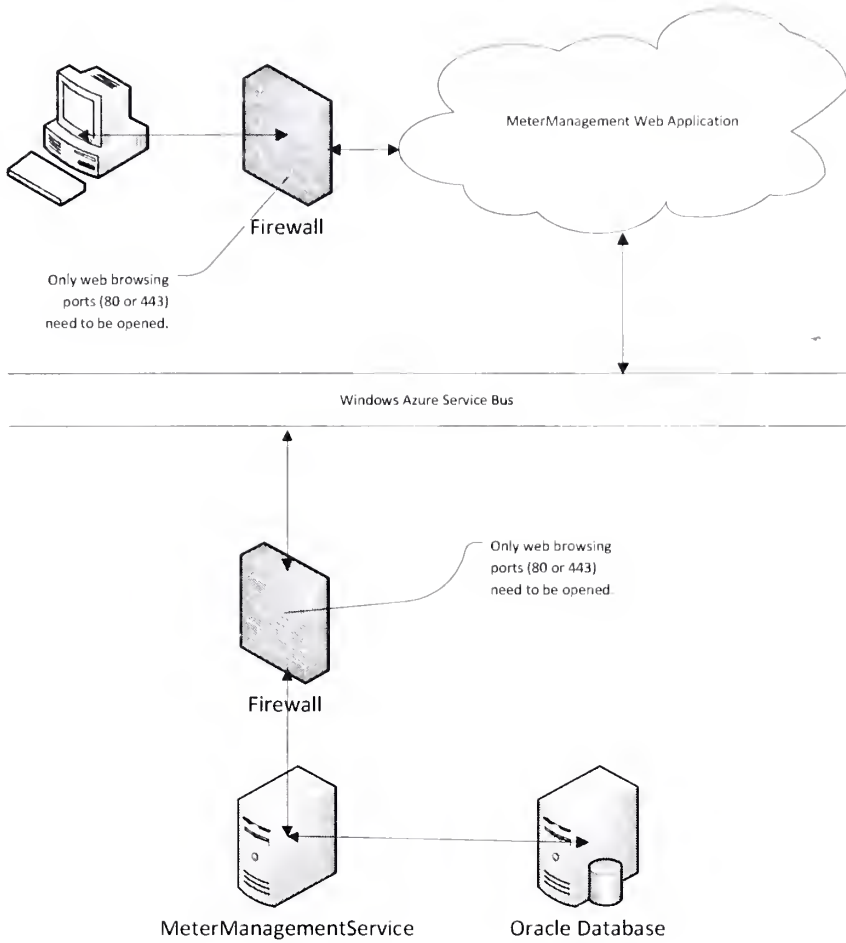 MeterManagement Web Application
Firewall
Only web browsing
ports (80 or 443)
need to be opened.
Windows Azure Service Bus
Only web browsing
ports (80 or 443)
need to be opened.
Firewall
MeterManagementService
Oracle Database